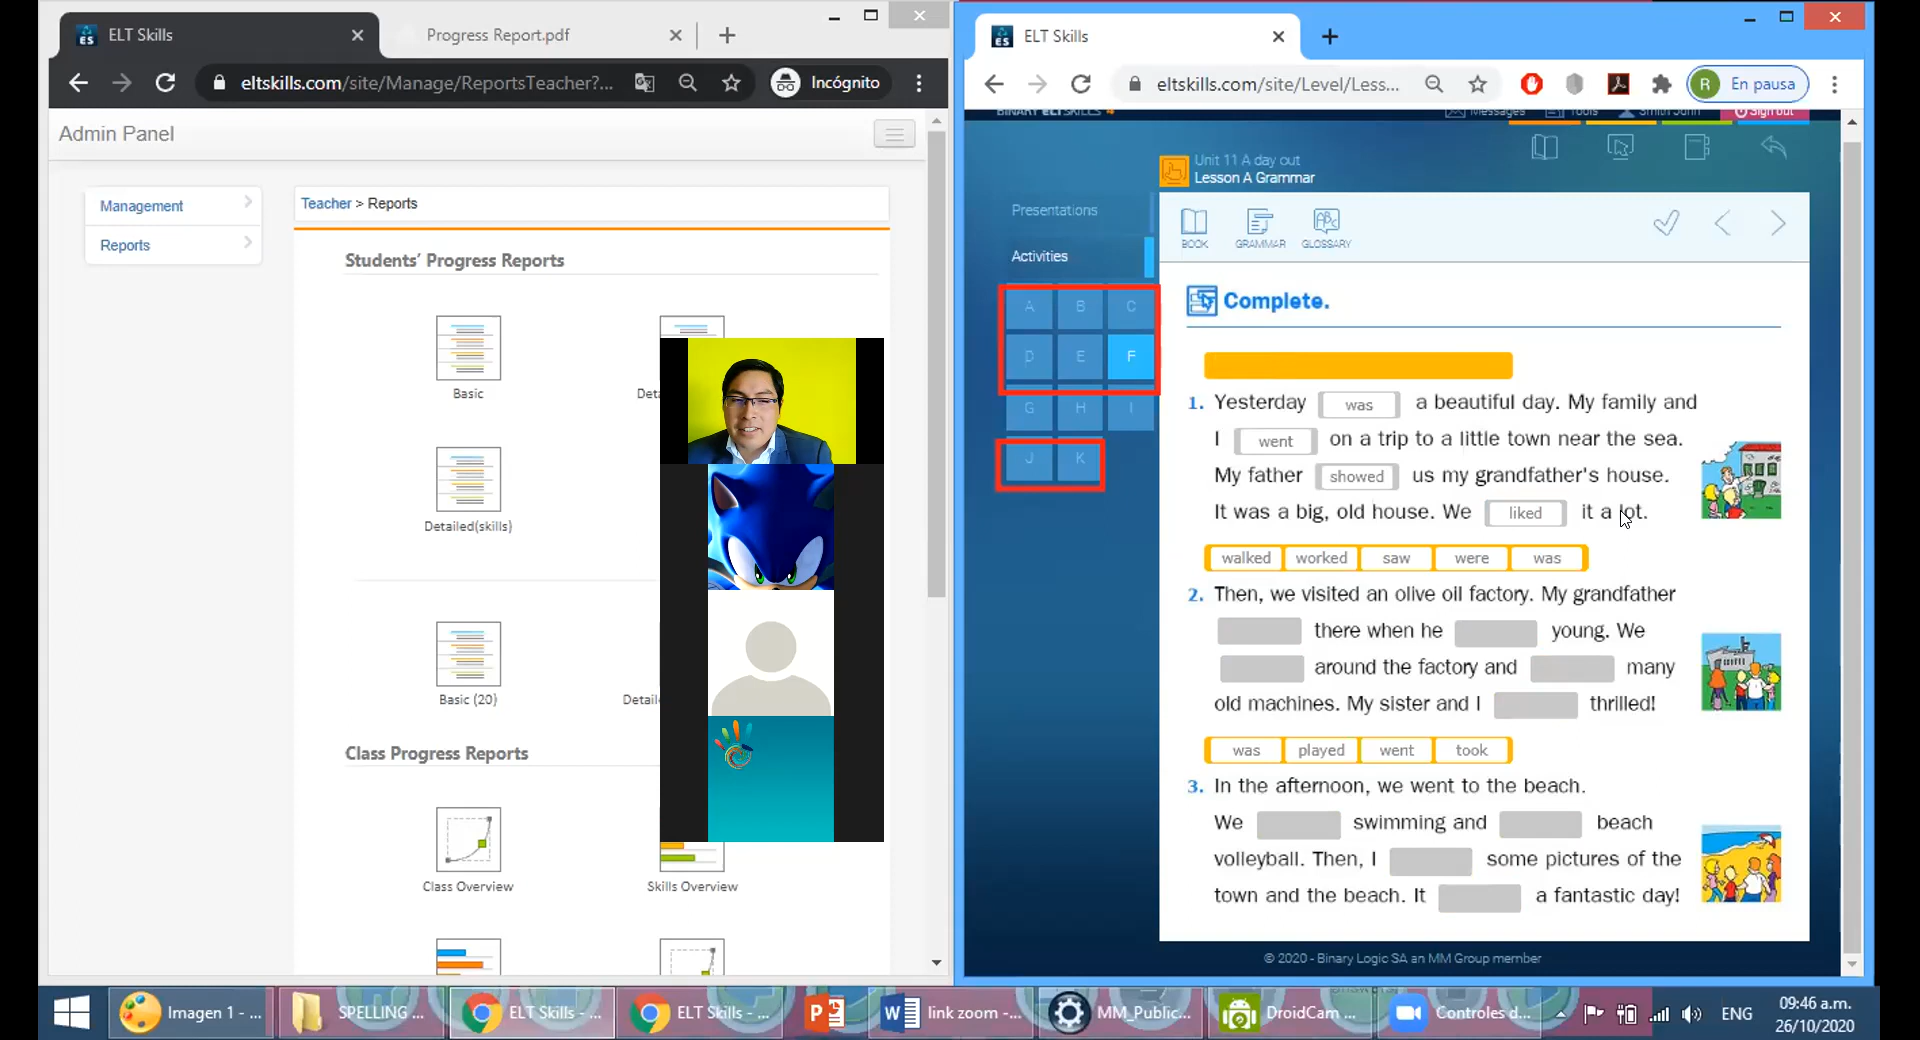 ELT Skills
Progress Report.pdf
eltskills.com/site/Manage/ReportsTeacher?...
Incógnito
Admin Panel
Management
Reports
Teacher > Reports
Students' Progress Reports
Basic
Detailed(skills)
Basic (20)
Class Progress Reports
Class Overview
Skills Overview
ELT Skills
eltskills.com/site/Level/Less...
R
En pausa
BINARY ELTSKILLS
Messages
Tools
Smith John
Sign out
Unit 11 A day out
Lesson A Grammar
Presentations
Activities
A B C
D E F
G H I
J K
BOOK
GRAMMAR
GLOSSARY
Complete.
1. Yesterday was a beautiful day. My family and
I went on a trip to a little town near the sea.
My father showed us my grandfather's house.
It was a big, old house. We liked it a lot.
walked worked saw were was
2. Then, we visited an olive oil factory. My grandfather
there when he young. We
around the factory and many
old machines. My sister and I thrilled!
was played went took
3. In the afternoon, we went to the beach.
We swimming and beach
volleyball. Then, I some pictures of the
town and the beach. It a fantastic day!
© 2020 - Binary Logic SA an MM Group member
Imagen 1 - ...
SPELLING ...
ELT Skills - ...
ELT Skills - ...
link zoom -...
MM_Public...
DroidCam ...
Controles d...
ENG
09:46 a.m.
26/10/2020